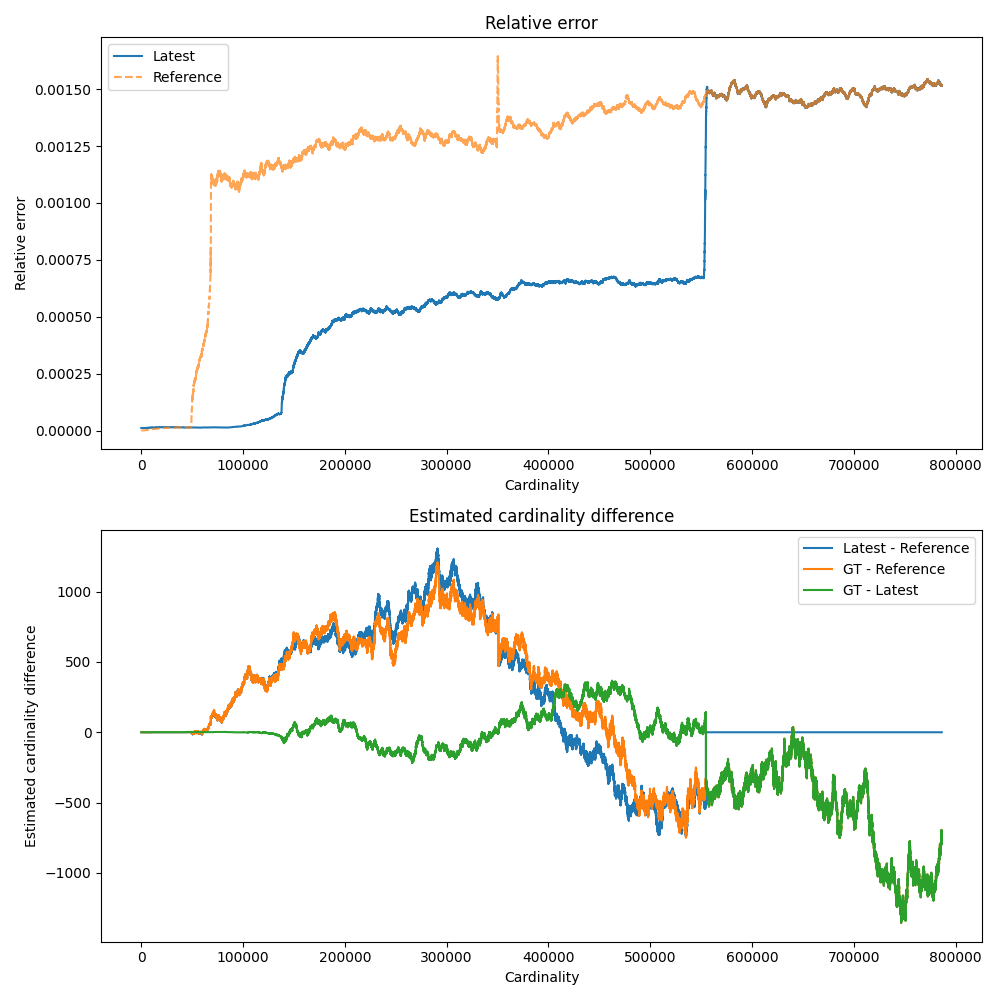 Relative error
Latest
Reference
0.00150
0.00125
0.00100
0.00075
0.00050
0.00025
0.00000
Relative error
0 100000 200000 300000 400000 500000 600000 700000 800000
Cardinality
Estimated cardinality difference
Latest - Reference
GT - Reference
GT - Latest
1000
500
0
−500
−1000
Estimated cardinality difference
0 100000 200000 300000 400000 500000 600000 700000 800000
Cardinality